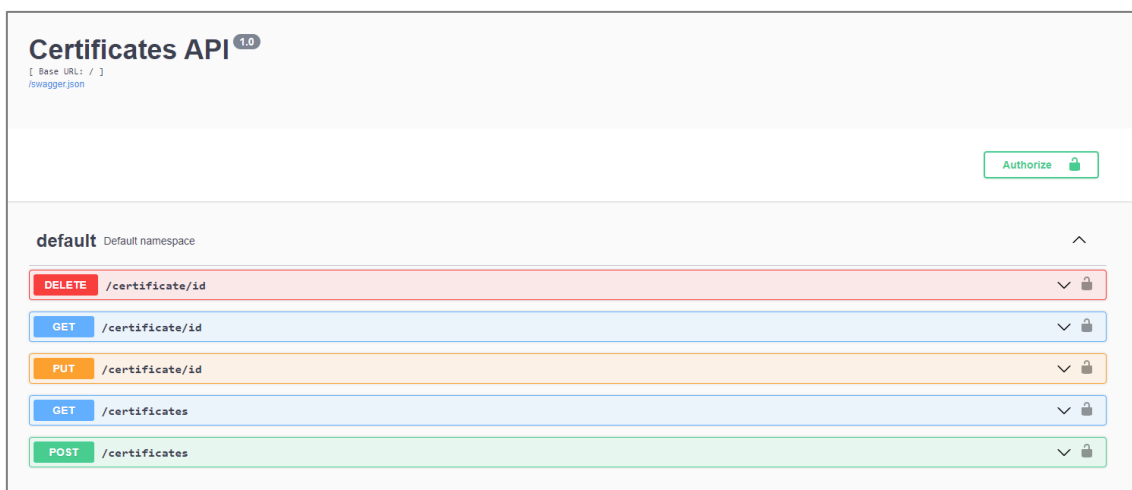 Certificates API 1.0
[ Base URL: / ]
/swagger.json
Authorize
default Default namespace
DELETE /certificate/id
GET /certificate/id
PUT /certificate/id
GET /certificates
POST /certificates